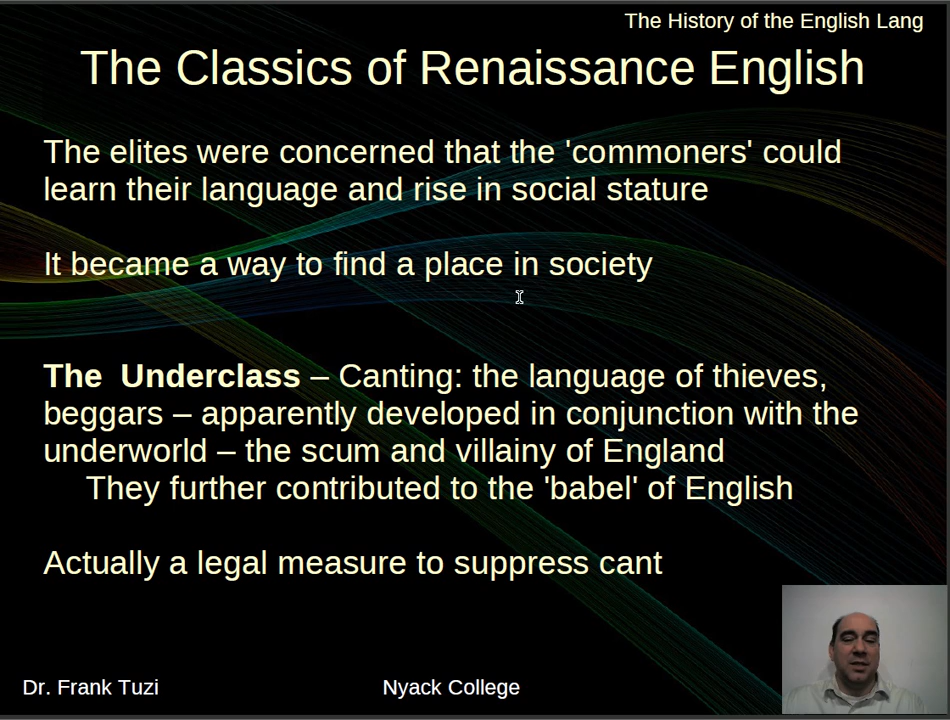 The History of the English Lang
The Classics of Renaissance English
The elites were concerned that the 'commoners' could
learn their language and rise in social stature
It became a way to find a place in society
The  Underclass – Canting: the language of thieves,
beggars – apparently developed in conjunction with the
underworld – the scum and villainy of England
They further contributed to the 'babel' of English
Actually a legal measure to suppress cant
Dr. Frank Tuzi
Nyack College